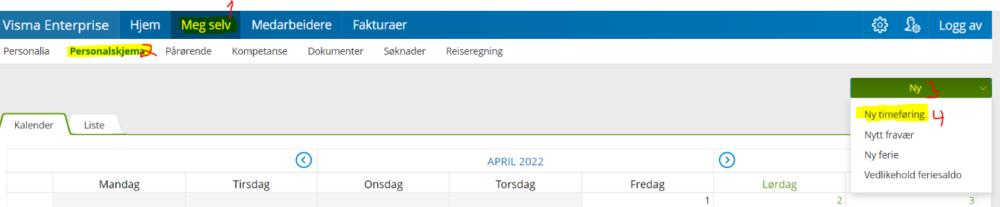 1
Visma Enterprise Hjem Meg selv Medarbeidere Fakturaer Logg av
Personalia Personalskjema 2 Pårørende Kompetanse Dokumenter Søknader Reiseregning
Ny 3
Ny timeføring 4
Nytt fravær
Ny ferie
Vedlikehold feriesaldo
Kalender Liste
APRIL 2022
Mandag Tirsdag Onsdag Torsdag Fredag Lørdag
1 2 3